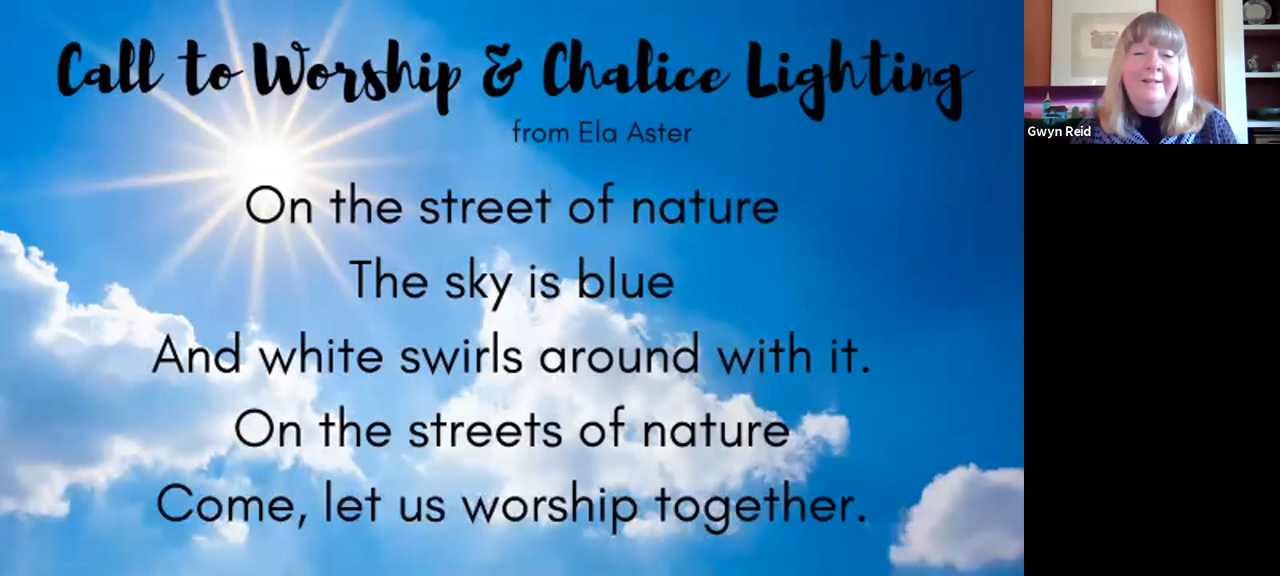 Call to Worship & Chalice Lighting
from Ela Aster
On the street of nature
The sky is blue
And white swirls around with it.
On the streets of nature
Come, let us worship together.
Gwyn Reid